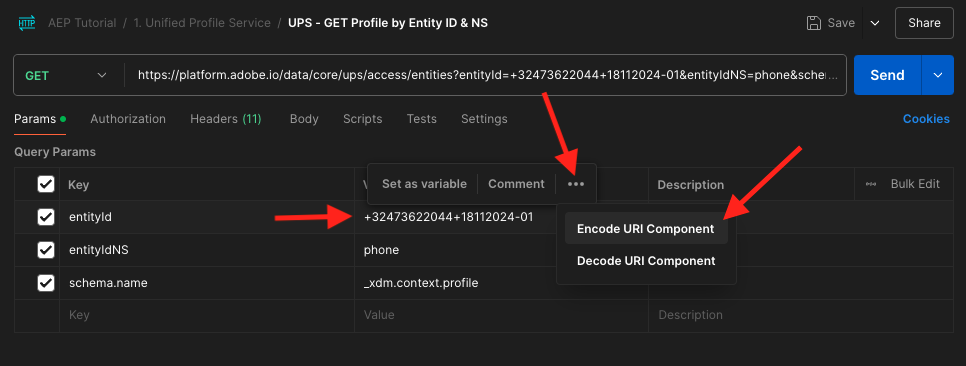 HTTP AEP Tutorial / 1. Unified Profile Service / UPS - GET Profile by Entity ID & NS Save Share
GET https://platform.adobe.io/data/core/ups/access/entities?entityId=+32473622044+18112024-01&entityIdNS=phone&sche... Send
Params Authorization Headers (11) Body Scripts Tests Settings Cookies
Query Params
Set as variable Comment •••
Key V Description ••• Bulk Edit
entityId +32473622044+18112024-01
Encode URI Component
entityIdNS phone
Decode URI Component
schema.name _xdm.context.profile
Key Value Description